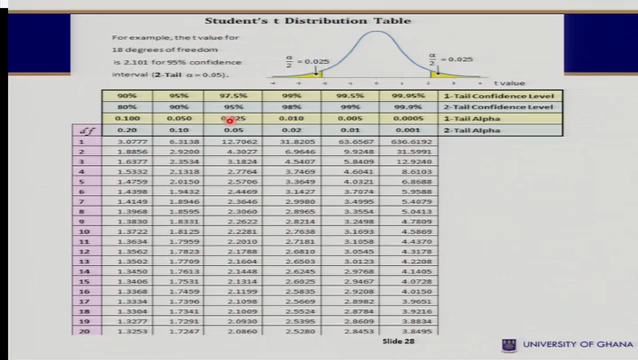 Student's t Distribution Table
For example, the t value for
18 degrees of freedom
is 2.101 for 95% confidence
interval (2-Tail α = 0.05).
α/2 = 0.025
α/2 = 0.025
t value
90% 95% 97.5% 99% 99.5% 99.95% 1-Tail Confidence Level
80% 90% 95% 98% 99% 99.9% 2-Tail Confidence Level
0.100 0.050 0.025 0.010 0.005 0.0005 1-Tail Alpha
df 0.20 0.10 0.05 0.02 0.01 0.001 2-Tail Alpha
1 3.0777 6.3138 12.7062 31.8205 63.6567 636.6192
2 1.8856 2.9200 4.3027 6.9646 9.9248 31.5991
3 1.6377 2.3534 3.1824 4.5407 5.8409 12.9240
4 1.5332 2.1318 2.7764 3.7469 4.6041 8.6103
5 1.4759 2.0150 2.5706 3.3649 4.0321 6.8688
6 1.4398 1.9432 2.4469 3.1427 3.7074 5.9588
7 1.4149 1.8946 2.3646 2.9980 3.4995 5.4079
8 1.3968 1.8595 2.3060 2.8965 3.3554 5.0413
9 1.3830 1.8331 2.2622 2.8214 3.2498 4.7809
10 1.3722 1.8125 2.2281 2.7638 3.1693 4.5869
11 1.3634 1.7959 2.2010 2.7181 3.1058 4.4370
12 1.3562 1.7823 2.1788 2.6810 3.0545 4.3178
13 1.3502 1.7709 2.1604 2.6503 3.0123 4.2208
14 1.3450 1.7613 2.1448 2.6245 2.9768 4.1405
15 1.3406 1.7531 2.1314 2.6025 2.9467 4.0728
16 1.3368 1.7459 2.1199 2.5835 2.9208 4.0150
17 1.3334 1.7396 2.1098 2.5669 2.8982 3.9651
18 1.3304 1.7341 2.1009 2.5524 2.8784 3.9216
19 1.3277 1.7291 2.0930 2.5395 2.8609 3.8834
20 1.3253 1.7247 2.0860 2.5280 2.8453 3.8495
Slide 28
UNIVERSITY OF GHANA